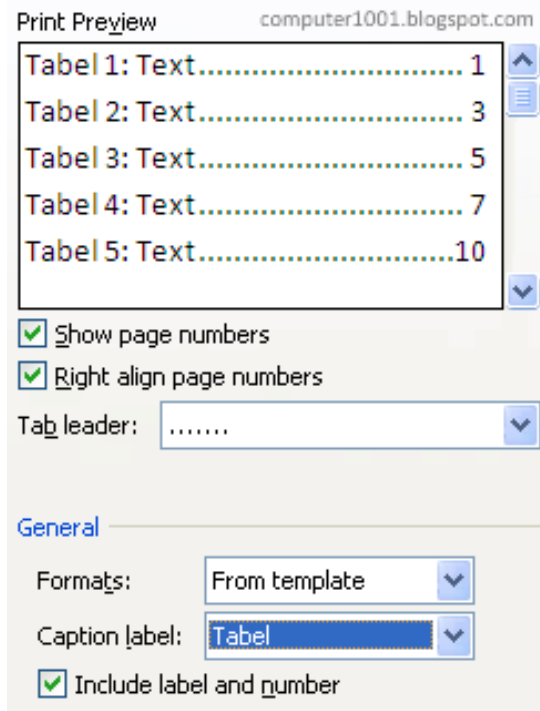 Print Preview computer1001.blogspot.com
Tabel 1: Text............................ 1
Tabel 2: Text............................ 3
Tabel 3: Text............................ 5
Tabel 4: Text............................ 7
Tabel 5: Text...........................10
Show page numbers
Right align page numbers
Tab leader: .......
General
Formats: From template
Caption label: Tabel
Include label and number